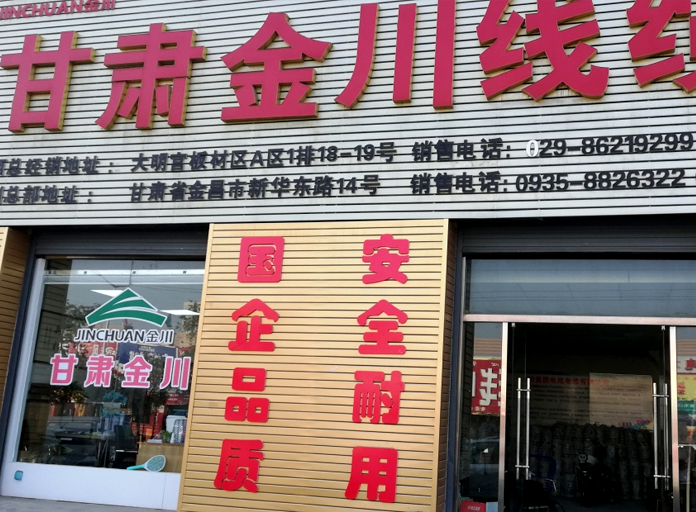 JINCHUAN金川
甘肃金川线缆
总经销地址： 大明宫板材区A区1排18-19号 销售电话：029-86219299
总部地址： 甘肃省金昌市新华东路14号 销售电话：0935-8826322
国企品质
安全耐用
JINCHUAN金川
甘肃金川